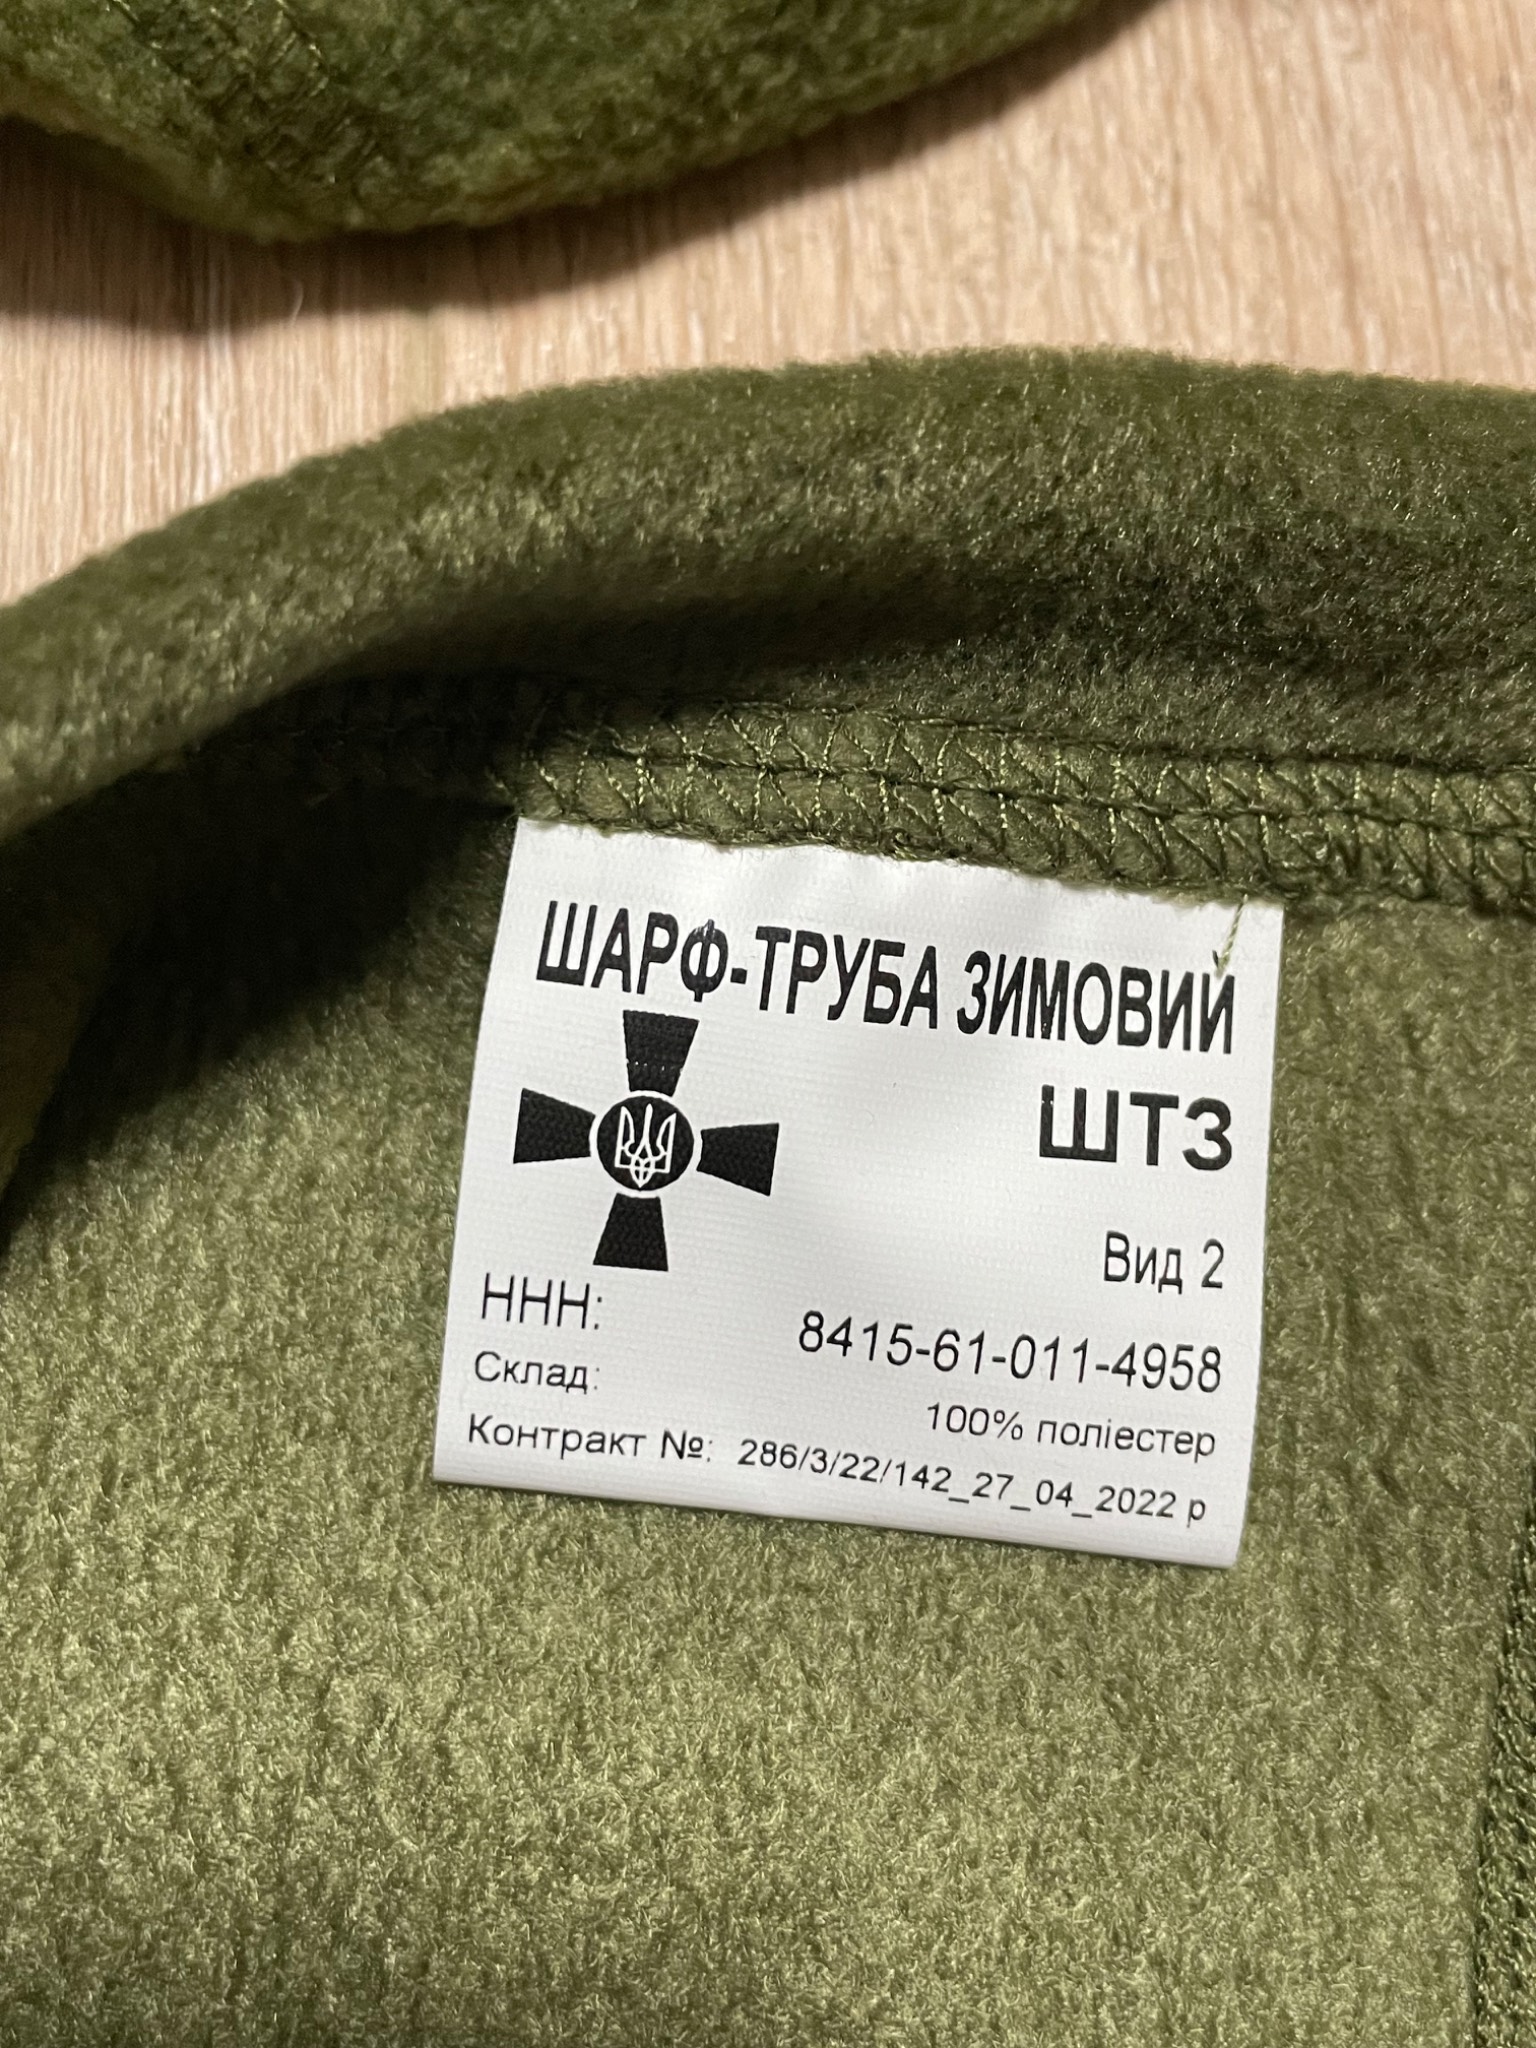 ШАРФ-ТРУБА ЗИМОВИЙ
ШТЗ
Вид 2
ННН: 8415-61-011-4958
Склад: 100% поліестер
Контракт №: 286/3/22/142_27_04_2022 р